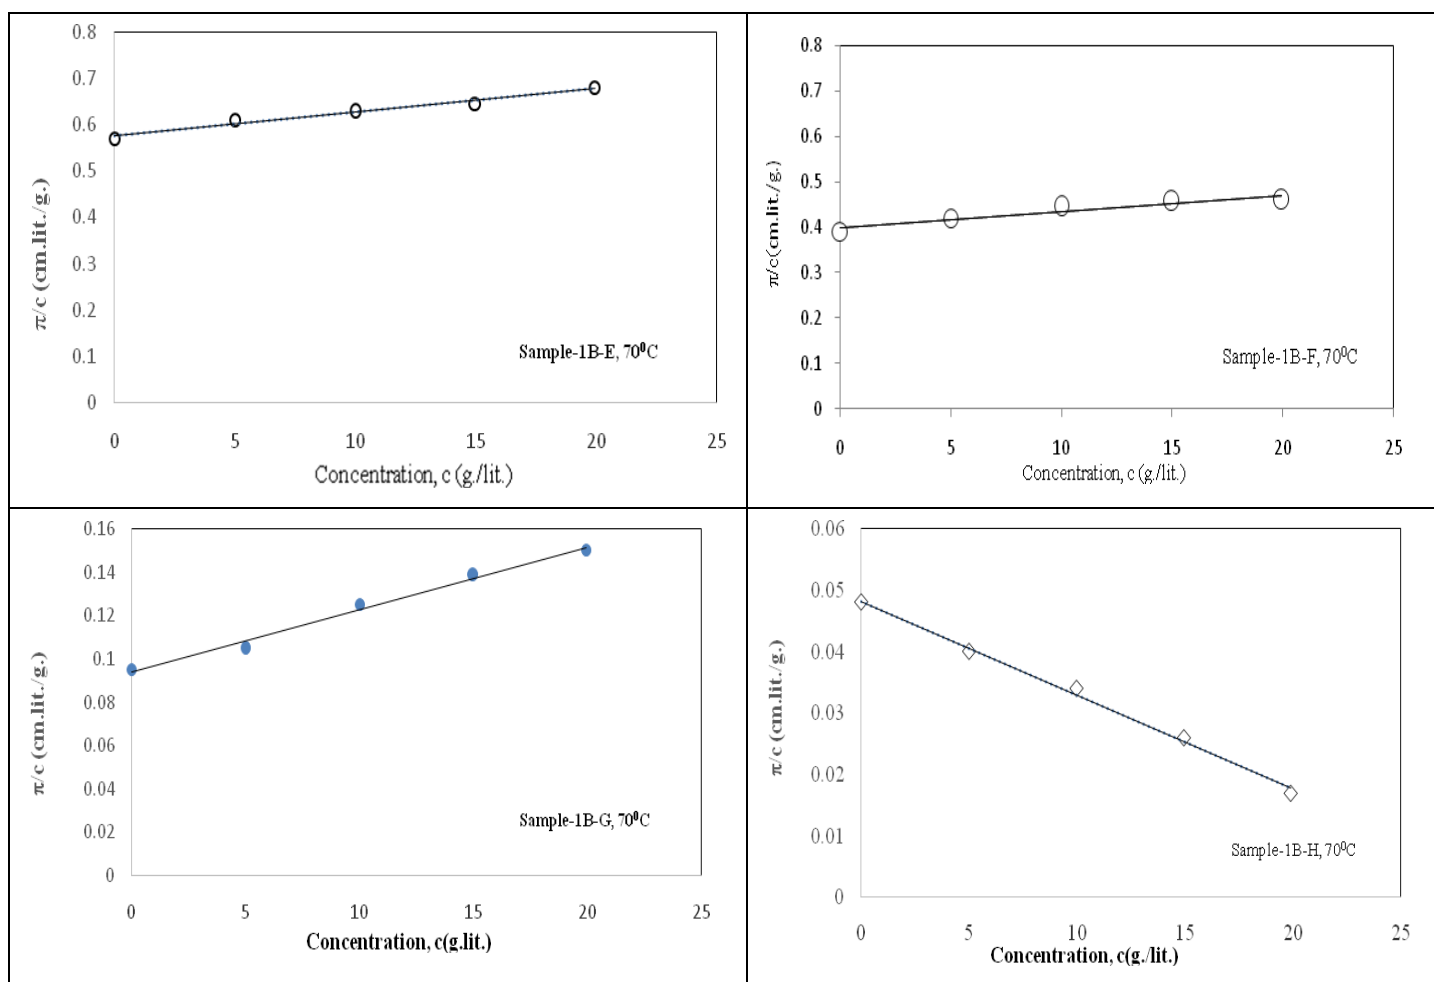 0.8
0.7
0.6
0.5
0.4
0.3
0.2
0.1
0
π/c (cm.lit./g.)
Sample-1B-E, 70⁰C
0 5 10 15 20 25
Concentration, c (g./lit.)
0.8
0.7
0.6
0.5
0.4
0.3
0.2
0.1
0
π/c(cm.lit./g.)
Sample-1B-F, 70⁰C
0 5 10 15 20 25
Concentration, c (g./lit.)
0.16
0.14
0.12
0.1
0.08
0.06
0.04
0.02
0
π/c (cm.lit./g.)
Sample-1B-G, 70⁰C
0 5 10 15 20 25
Concentration, c(g.lit.)
0.06
0.05
0.04
0.03
0.02
0.01
0
π/c (cm.lit./g.)
Sample-1B-H, 70⁰C
0 5 10 15 20 25
Concentration, c(g./lit.)